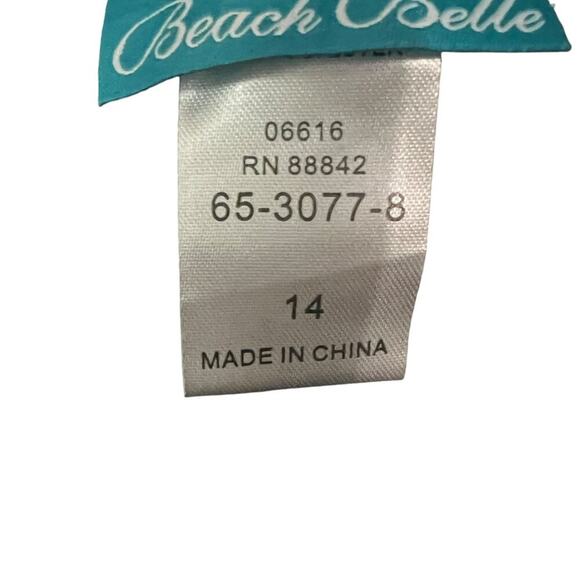 Beach Belle
06616
RN 88842
65-3077-8
14
MADE IN CHINA